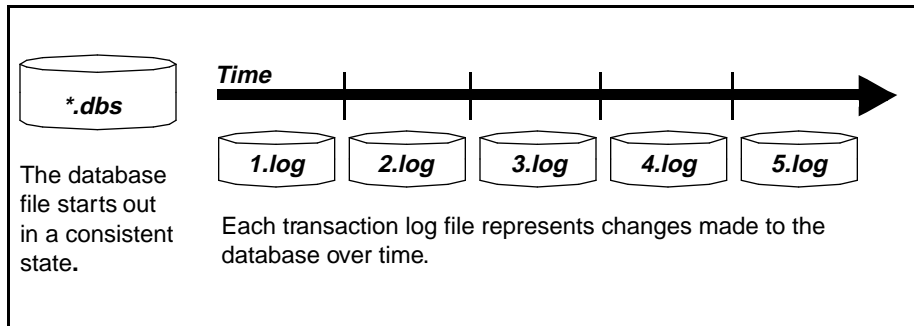 *.dbs
The database
file starts out
in a consistent
state.
Time
1.log 2.log 3.log 4.log 5.log
Each transaction log file represents changes made to the
database over time.